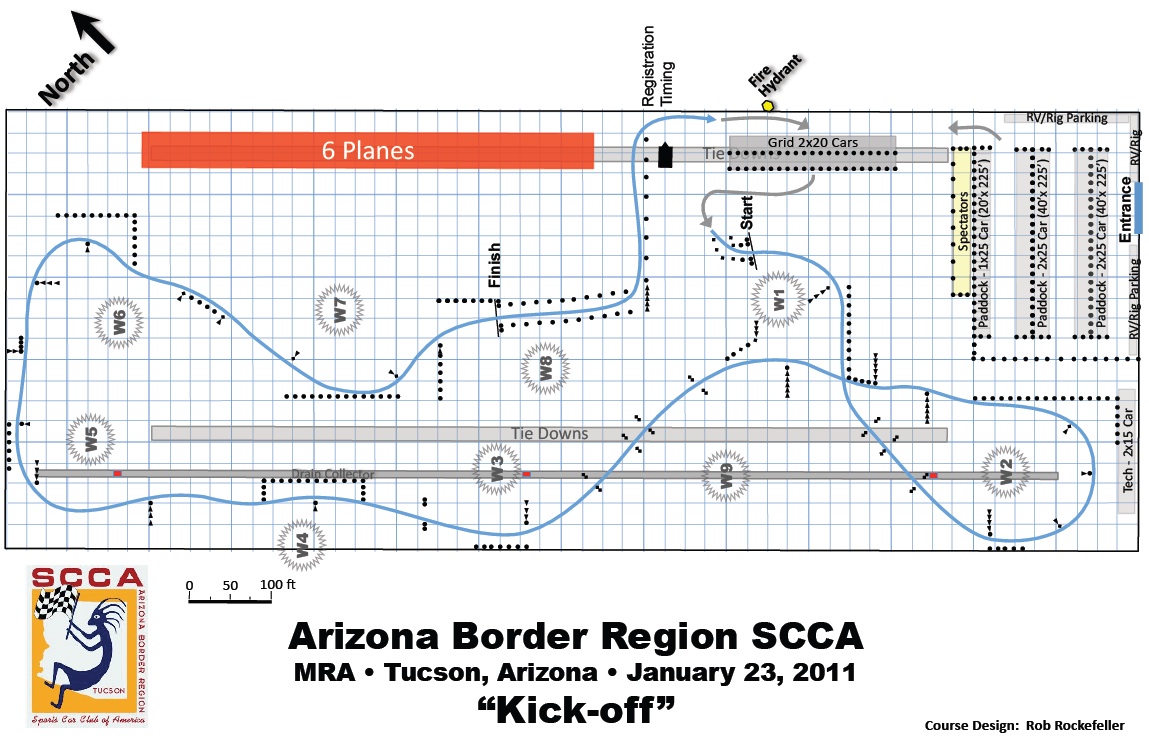 North
Registration
Timing
Fire
Hydrant
RV/Rig Parking
RV/Rig
6 Planes
Tie Downs
Grid 2x20 Cars
Spectators
Paddock - 1x25 Car (20'x 225')
Paddock - 2x25 Car (40'x 225')
Paddock - 2x25 Car (40'x 225')
Entrance
RV/Rig Parking
Start
Finish
W1
W6
W7
W8
W5
Tie Downs
W3
W9
W2
Drain Collector
Tech - 2x15 Car
W4
SCCA
ARIZONA BORDER REGION
TUCSON
Sports Car Club of America
0 50 100 ft
Arizona Border Region SCCA
MRA • Tucson, Arizona • January 23, 2011
“Kick-off”
Course Design: Rob Rockefeller